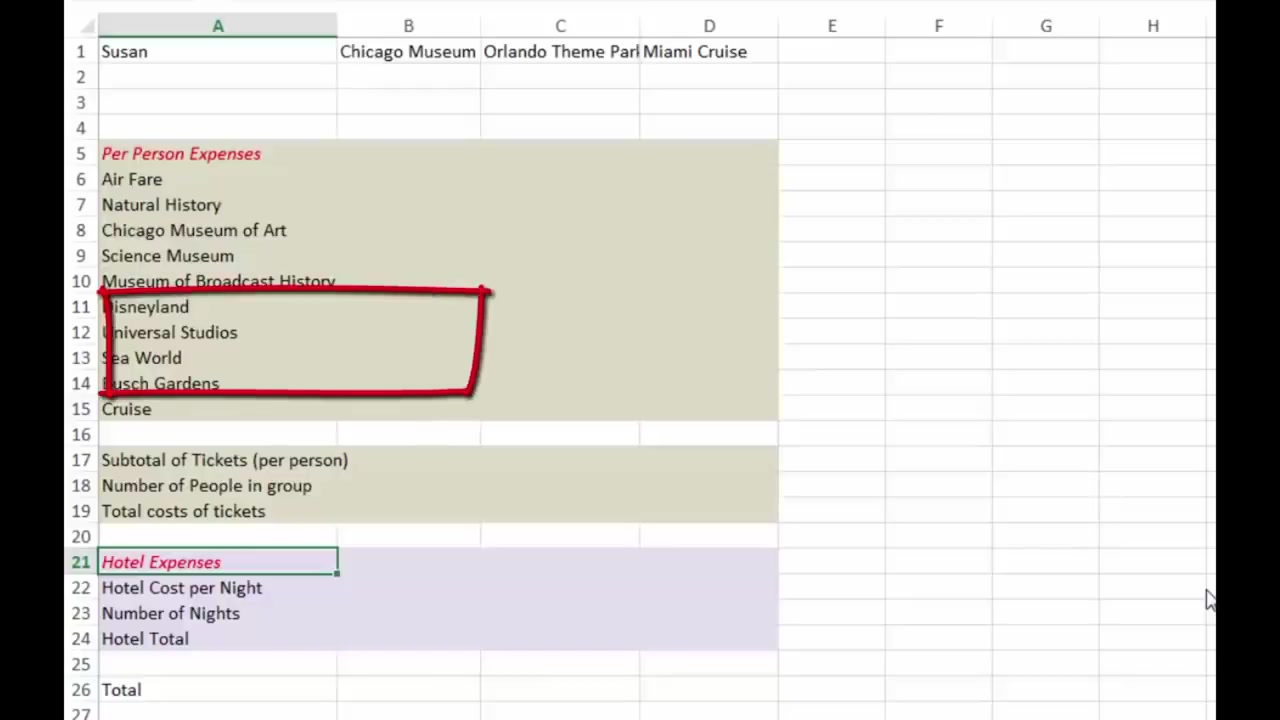 A B C D E F G H
1 Susan Chicago Museum Orlando Theme Parl Miami Cruise
2
3
4
5 Per Person Expenses
6 Air Fare
7 Natural History
8 Chicago Museum of Art
9 Science Museum
10 Museum of Broadcast History
11 Disneyland
12 Universal Studios
13 Sea World
14 Busch Gardens
15 Cruise
16
17 Subtotal of Tickets (per person)
18 Number of People in group
19 Total costs of tickets
20
21 Hotel Expenses
22 Hotel Cost per Night
23 Number of Nights
24 Hotel Total
25
26 Total
27